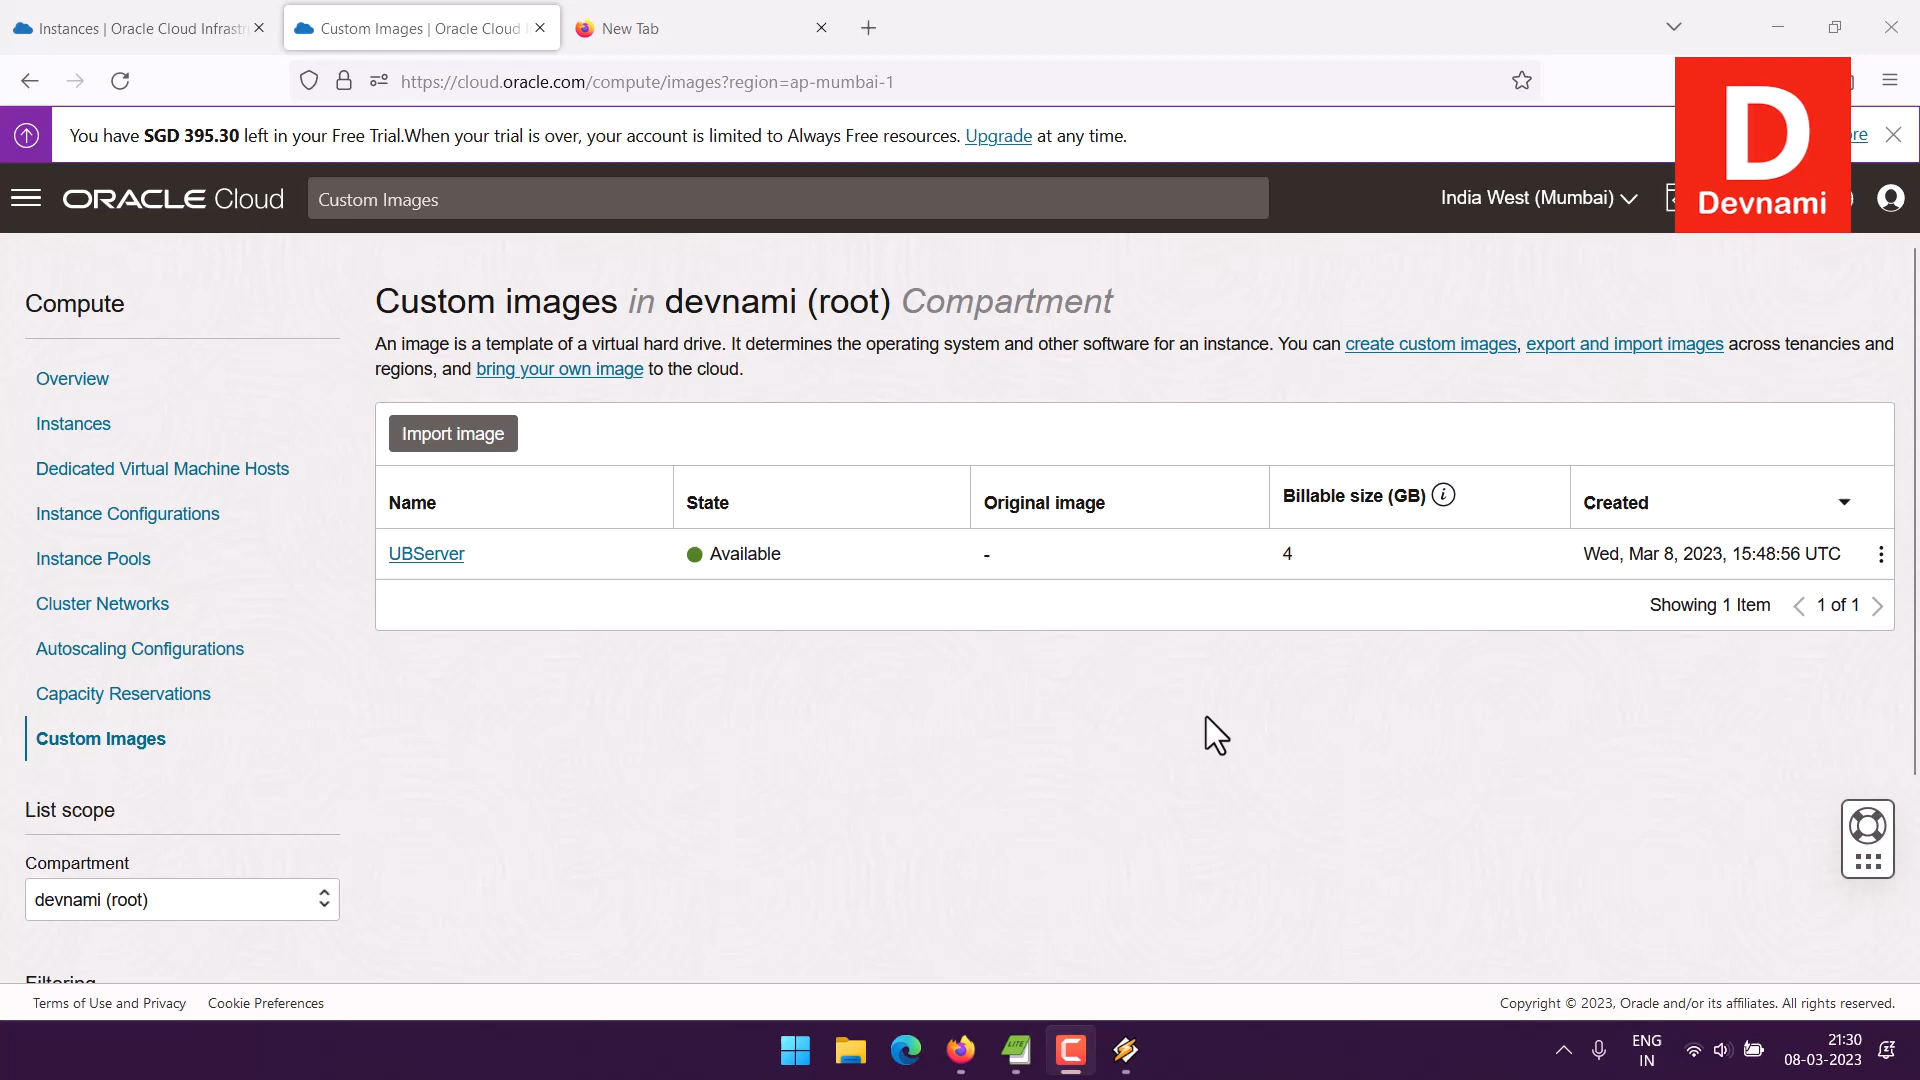 Instances | Oracle Cloud Infrastr
Custom Images | Oracle Cloud
New Tab
https://cloud.oracle.com/compute/images?region=ap-mumbai-1
You have SGD 395.30 left in your Free Trial.When your trial is over, your account is limited to Always Free resources. Upgrade at any time.
D
Devnami
ORACLE Cloud
Custom Images
India West (Mumbai)
Compute
Overview
Instances
Dedicated Virtual Machine Hosts
Instance Configurations
Instance Pools
Cluster Networks
Autoscaling Configurations
Capacity Reservations
Custom Images
List scope
Compartment
devnami (root)
Filtering
Custom images in devnami (root) Compartment
An image is a template of a virtual hard drive. It determines the operating system and other software for an instance. You can create custom images, export and import images across tenancies and
regions, and bring your own image to the cloud.
Import image
Name State Original image Billable size (GB) i Created
UBServer Available - 4 Wed, Mar 8, 2023, 15:48:56 UTC
Showing 1 Item 1 of 1
Terms of Use and Privacy Cookie Preferences
Copyright © 2023, Oracle and/or its affiliates. All rights reserved.
LITE
C
ENG
IN
21:30
08-03-2023